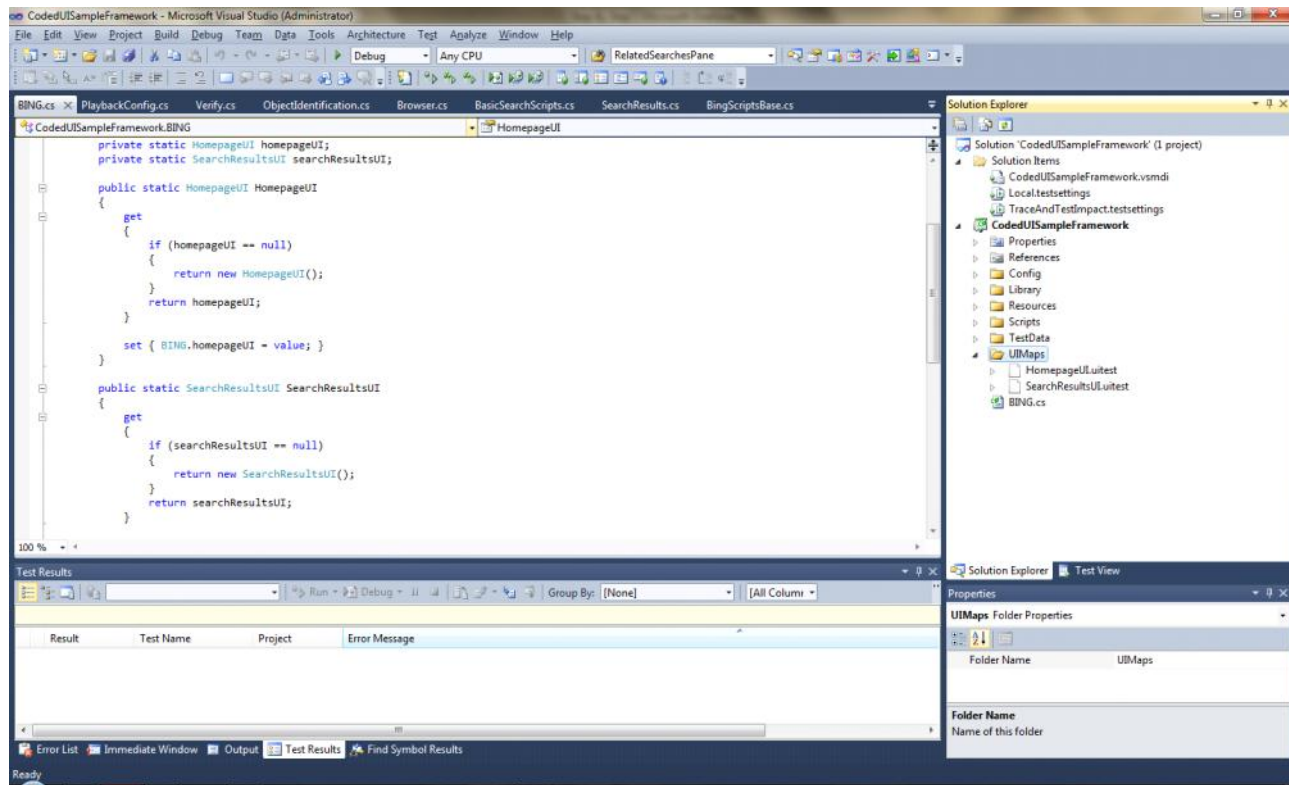 CodedUISampleFramework - Microsoft Visual Studio (Administrator)
File Edit View Project Build Debug Team Data Tools Architecture Test Analyze Window Help
Debug Any CPU RelatedSearchesPane
BING.cs PlaybackConfig.cs Verify.cs ObjectIdentification.cs Browser.cs BasicSearchScripts.cs SearchResults.cs BingScriptsBase.cs
CodedUISampleFramework.BING HomepageUI
private static HomepageUI homepageUI;
private static SearchResultsUI searchResultsUI;
public static HomepageUI HomepageUI
{
get
{
if (homepageUI == null)
{
return new HomepageUI();
}
return homepageUI;
}
set { BING.homepageUI = value; }
}
public static SearchResultsUI SearchResultsUI
{
get
{
if (searchResultsUI == null)
{
return new SearchResultsUI();
}
return searchResultsUI;
}
100 %
Solution Explorer
Solution 'CodedUISampleFramework' (1 project)
Solution Items
CodedUISampleFramework.vsmdi
Local.testsettings
TraceAndTestImpact.testsettings
CodedUISampleFramework
Properties
References
Config
Library
Resources
Scripts
TestData
UIMaps
HomepageUI.uitest
SearchResultsUI.uitest
BING.cs
Solution Explorer Test View
Test Results
Run Debug Group By: [None] [All Colum
Result Test Name Project Error Message
Properties
UIMaps Folder Properties
Folder Name UIMaps
Folder Name
Name of this folder
Error List Immediate Window Output Test Results Find Symbol Results
Ready